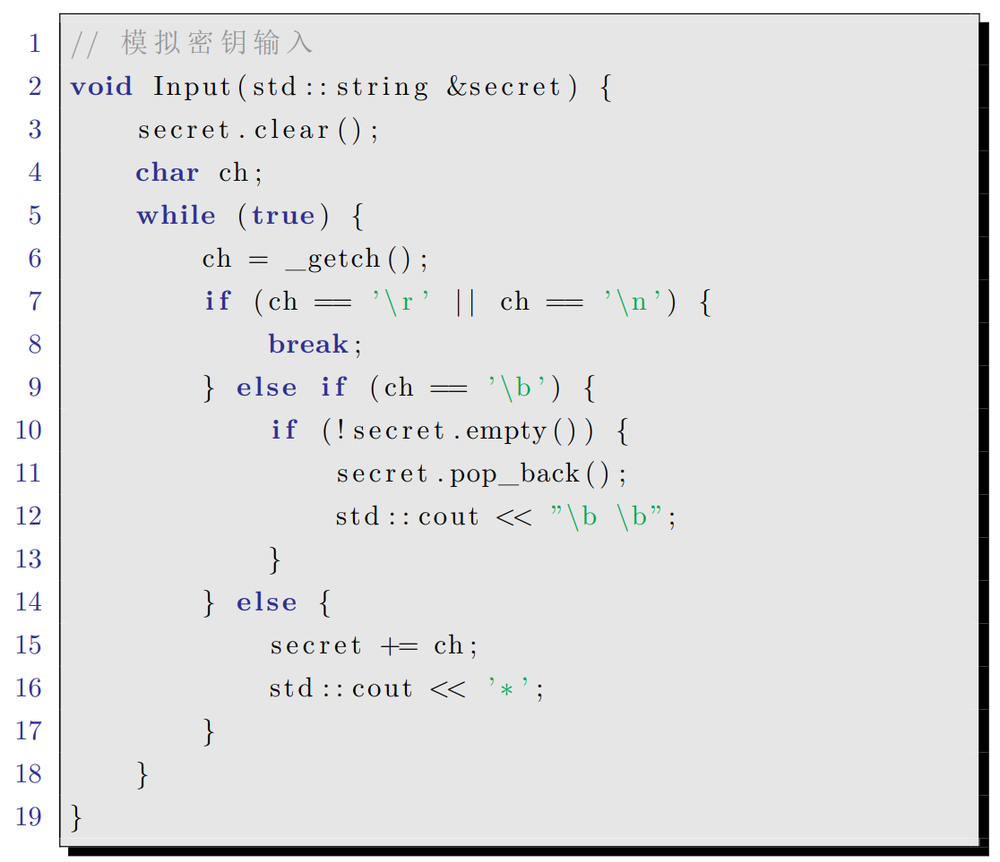 1 // 模拟密钥输入
2 void Input(std::string &secret) {
3     secret.clear();
4     char ch;
5     while (true) {
6         ch = _getch();
7         if (ch == '\r' || ch == '\n') {
8             break;
9         } else if (ch == '\b') {
10             if (!secret.empty()) {
11                 secret.pop_back();
12                 std::cout << "\b \b";
13             }
14         } else {
15             secret += ch;
16             std::cout << '*';
17         }
18     }
19 }